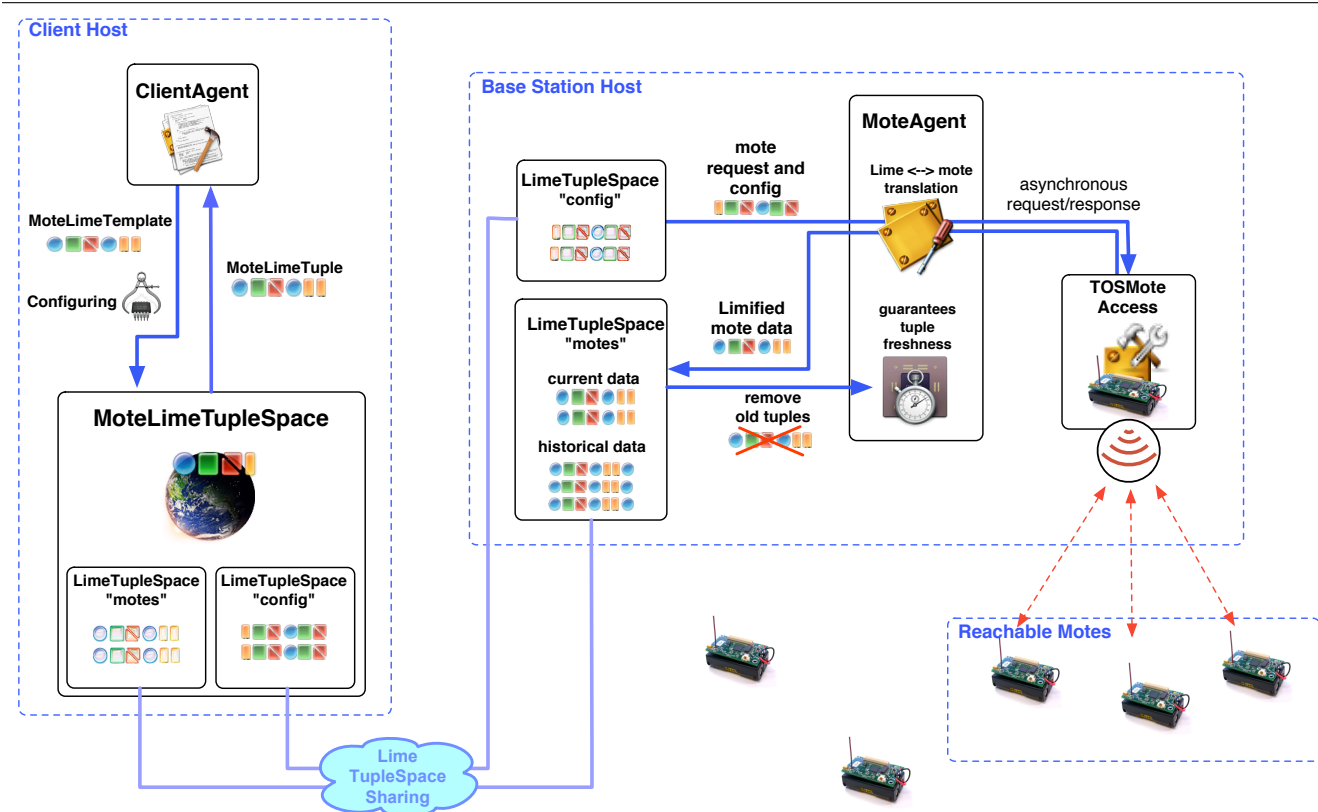 Client Host
ClientAgent
MoteLimeTemplate
Configuring
MoteLimeTuple
MoteLimeTupleSpace
LimeTupleSpace
"motes"
LimeTupleSpace
"config"
Lime
TupleSpace
Sharing
Base Station Host
LimeTupleSpace
"config"
mote
request and
config
MoteAgent
Lime <--> mote
translation
asynchronous
request/response
LimeTupleSpace
"motes"
current data
historical data
Limified
mote data
remove
old tuples
guarantees
tuple
freshness
TOSMote
Access
Reachable Motes